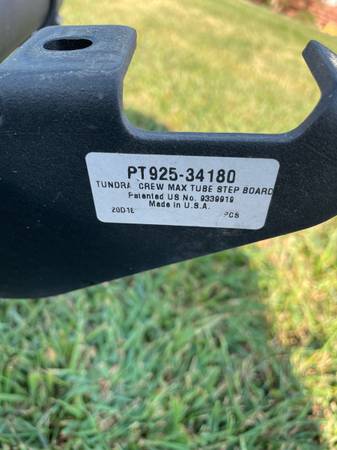 PT925-34180
TUNDRA CREW MAX TUBE STEP BOARD
Patented US No. 9339919
Made in U.S.A.
PCS